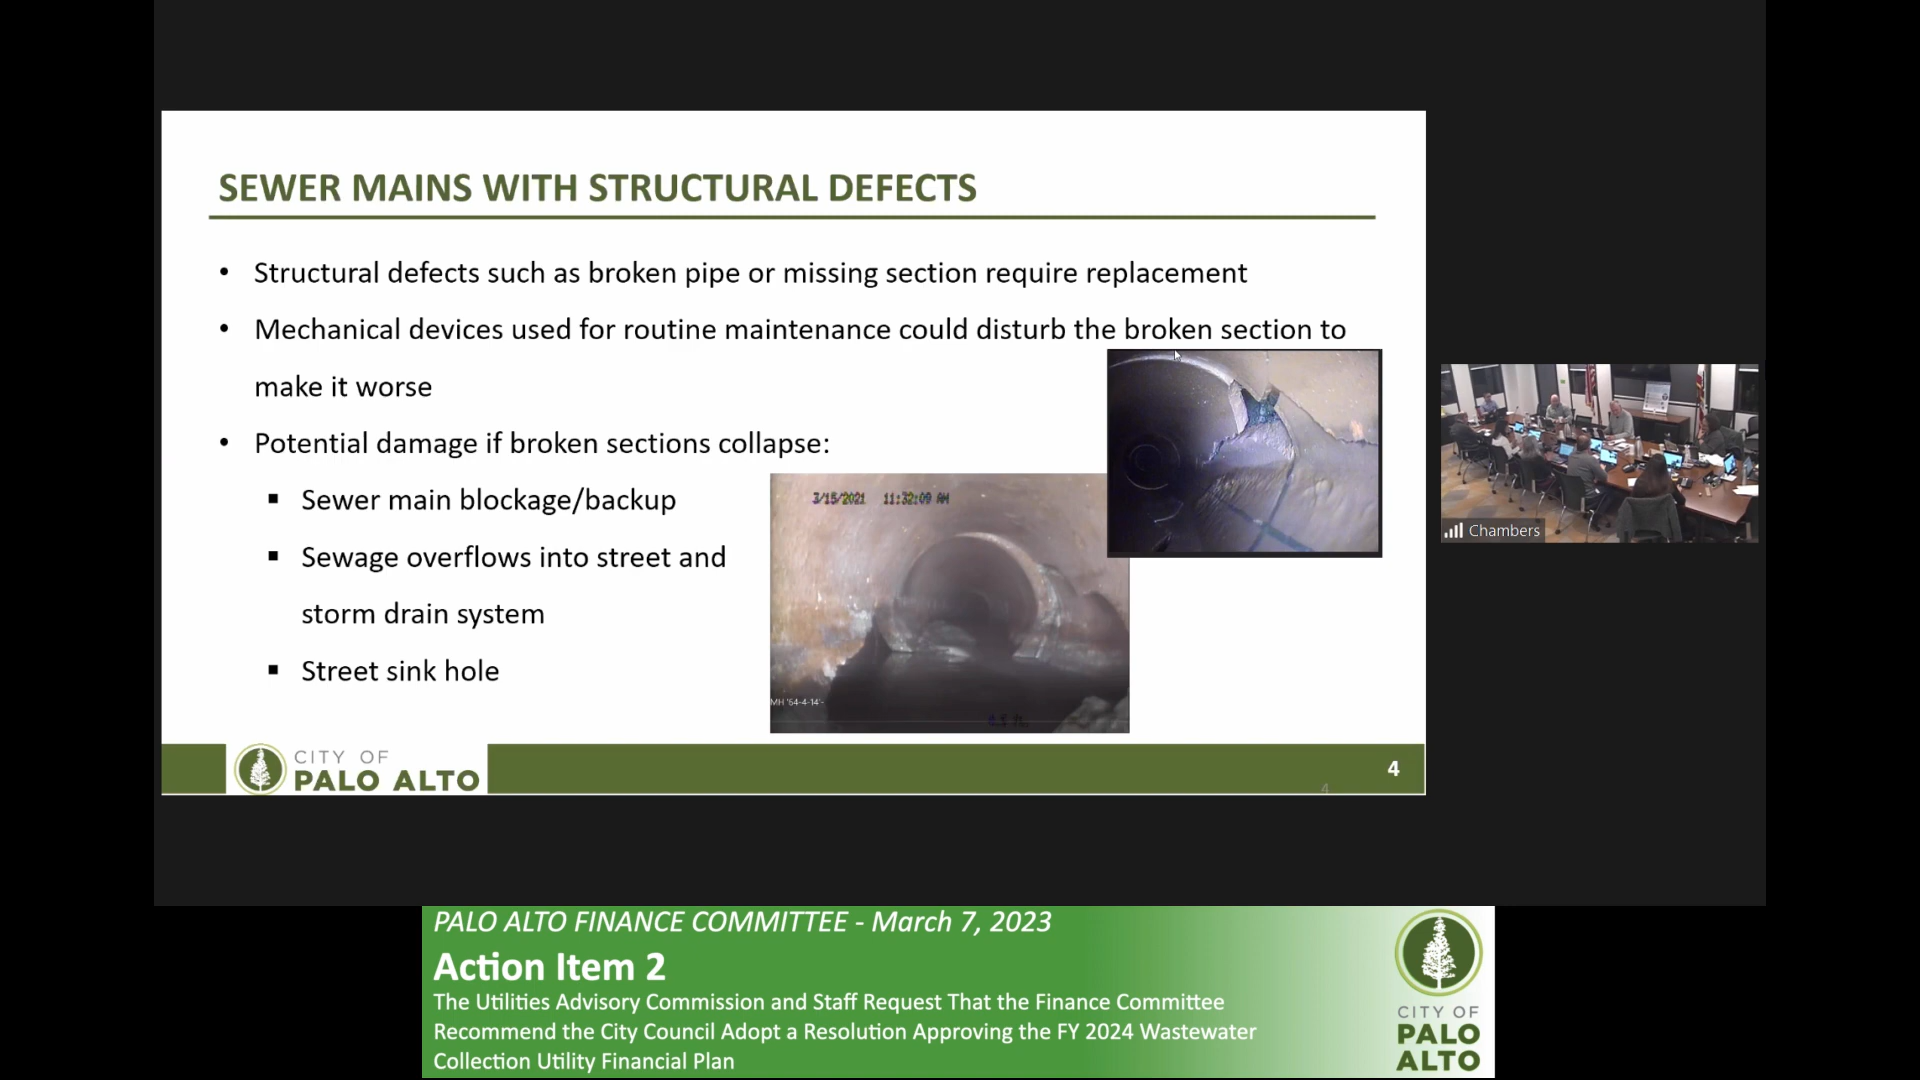 SEWER MAINS WITH STRUCTURAL DEFECTS
• Structural defects such as broken pipe or missing section require replacement
• Mechanical devices used for routine maintenance could disturb the broken section to
make it worse
• Potential damage if broken sections collapse:
▪ Sewer main blockage/backup
▪ Sewage overflows into street and
storm drain system
▪ Street sink hole
3/15/2021 11:32:09 AM
MH '64-4-14'-
CITY OF
PALO ALTO
4
4
Chambers
PALO ALTO FINANCE COMMITTEE - March 7, 2023
Action Item 2
The Utilities Advisory Commission and Staff Request That the Finance Committee
Recommend the City Council Adopt a Resolution Approving the FY 2024 Wastewater
Collection Utility Financial Plan
CITY OF
PALO
ALTO